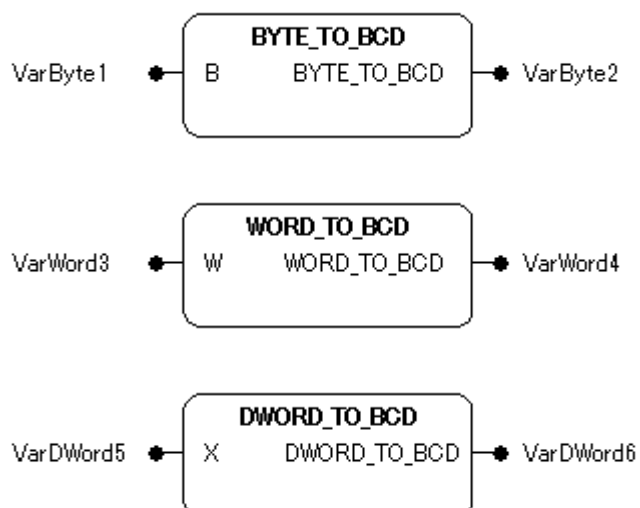 BYTE_TO_BCD
VarByte1 B BYTE_TO_BCD VarByte2
WORD_TO_BCD
VarWord3 W WORD_TO_BCD VarWord4
DWORD_TO_BCD
VarDWord5 X DWORD_TO_BCD VarDWord6